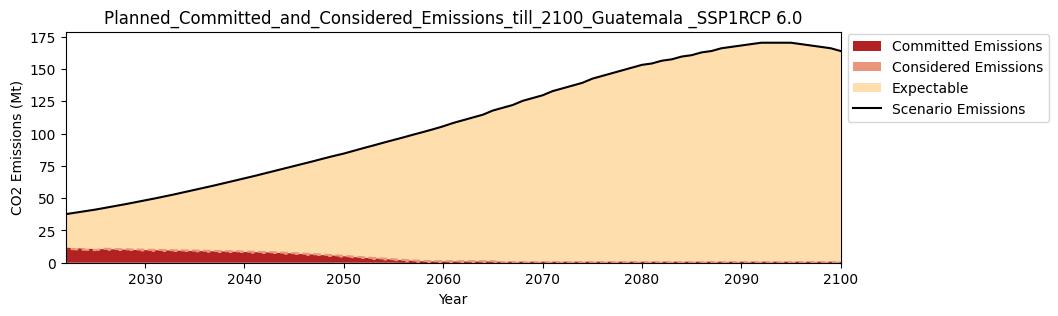 Planned_Committed_and_Considered_Emissions_till_2100_Guatemala _SSP1RCP 6.0
175
150
125
100
75
50
25
0
CO2 Emissions (Mt)
2030 2040 2050 2060 2070 2080 2090 2100
Year
Committed Emissions
Considered Emissions
Expectable
Scenario Emissions